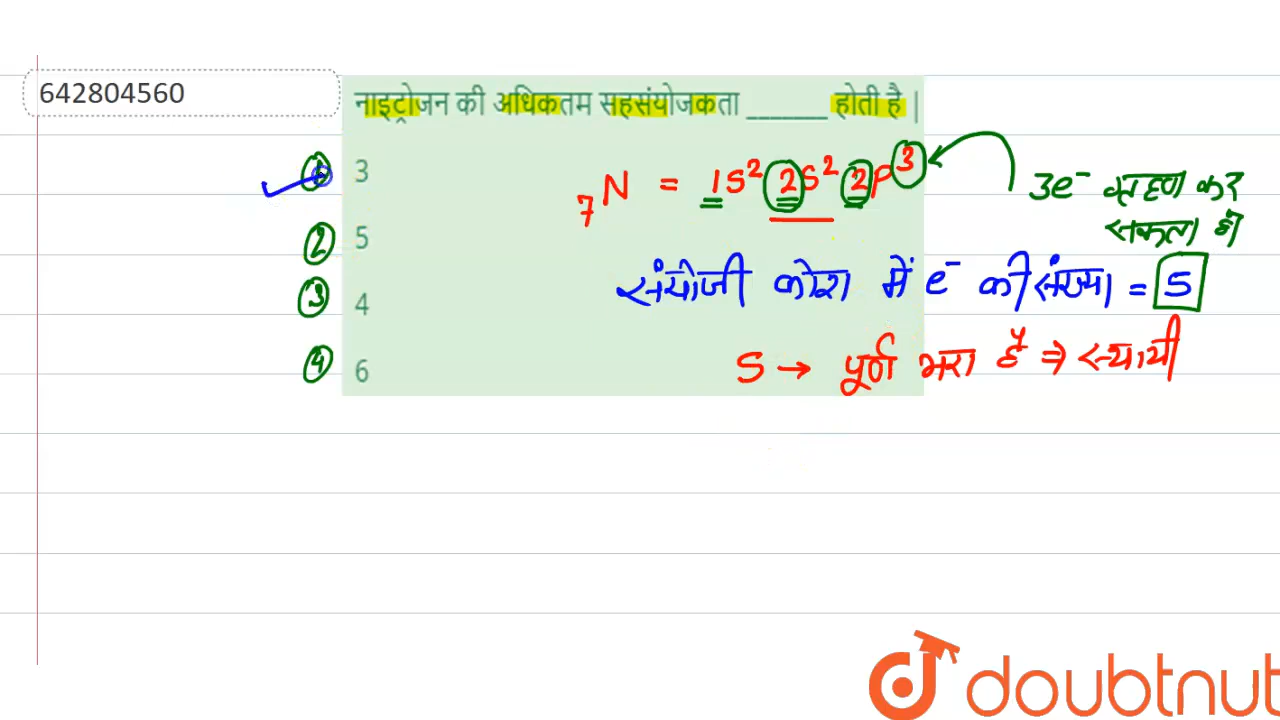 642804560
नाइट्रोजन की अधिकतम सहसंयोजकता ______ होती है |
① 3
₇N = 1S² 2S² 2P³
3e⁻ ग्रहण कर
सकता है
② 5
संयोजी कोश में e⁻ की संख्या = 5
③ 4
S → पूर्ण भरा है ⇒ स्थायी
④ 6
doubtnut